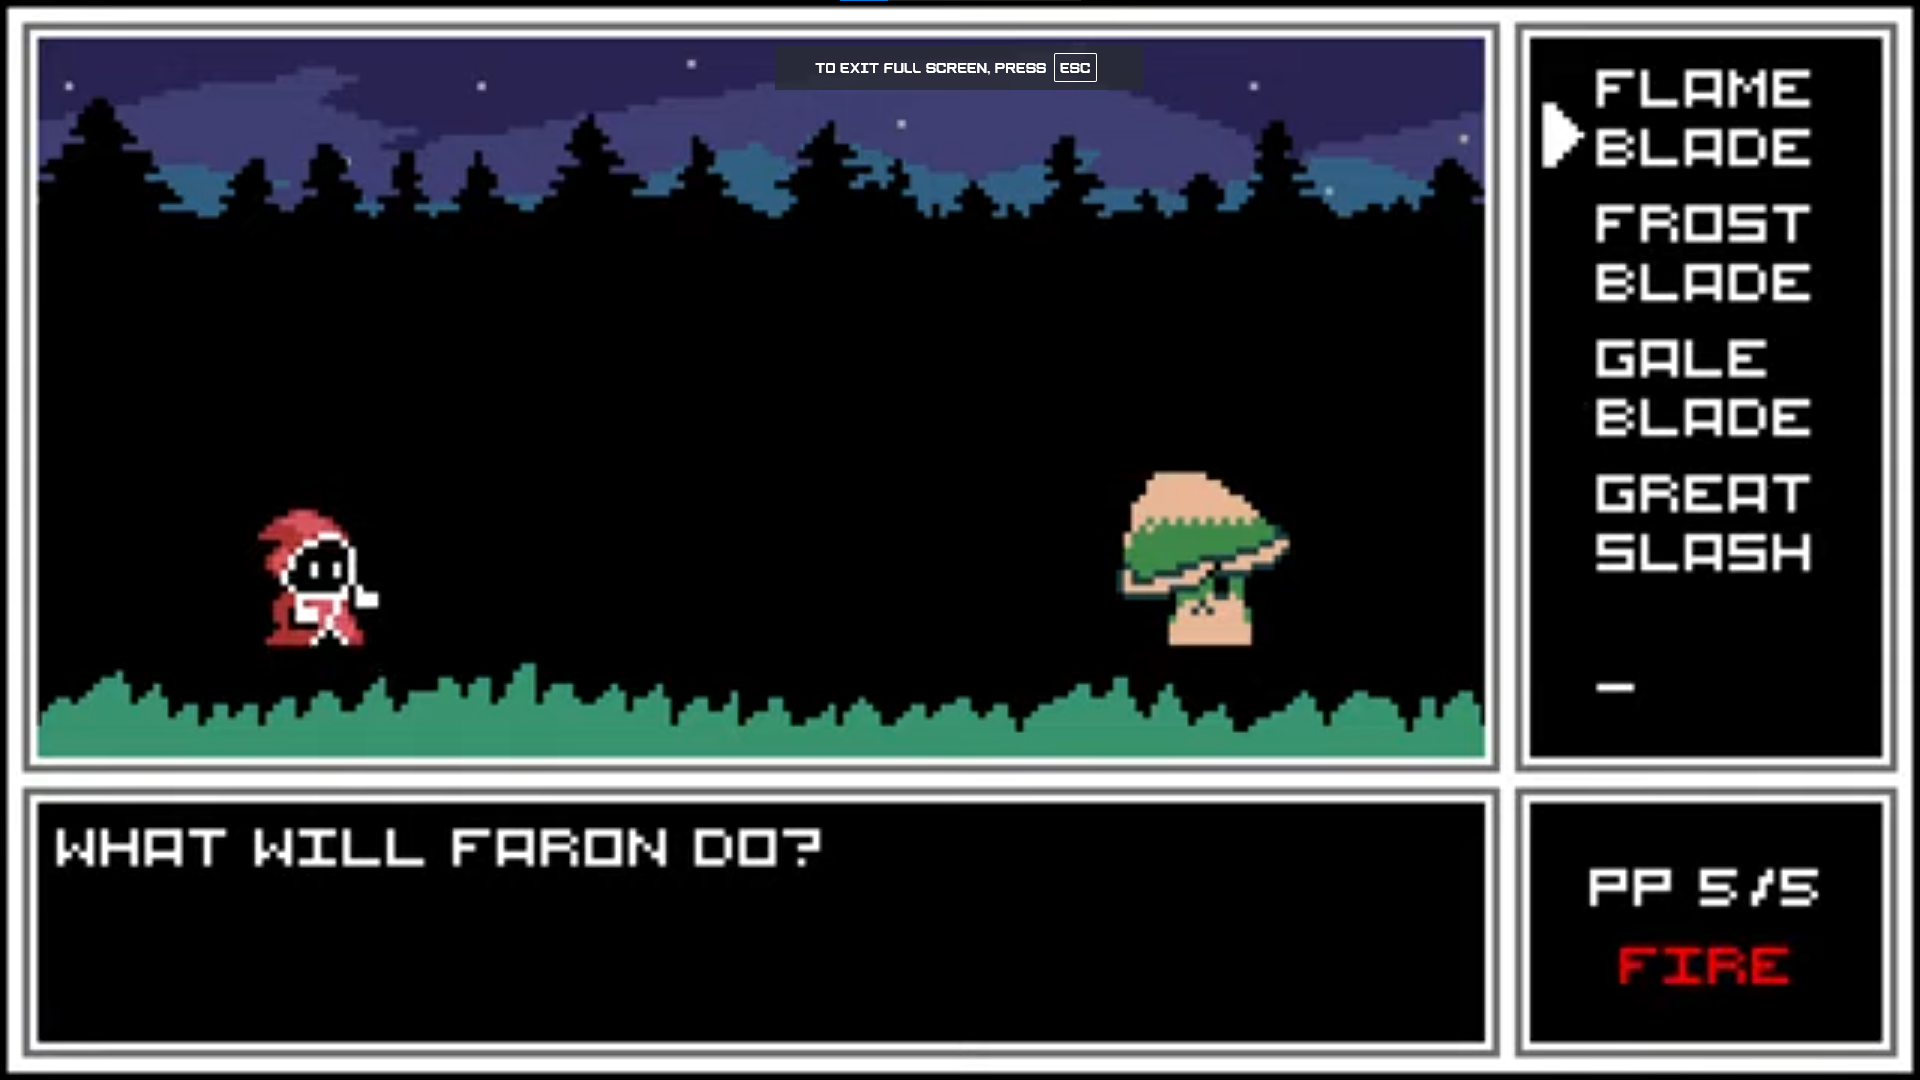 TO EXIT FULL SCREEN, PRESS ESC
FLAME
BLADE
FROST
BLADE
GALE
BLADE
GREAT
SLASH
–
WHAT WILL FARON DO?
PP 5/5
FIRE